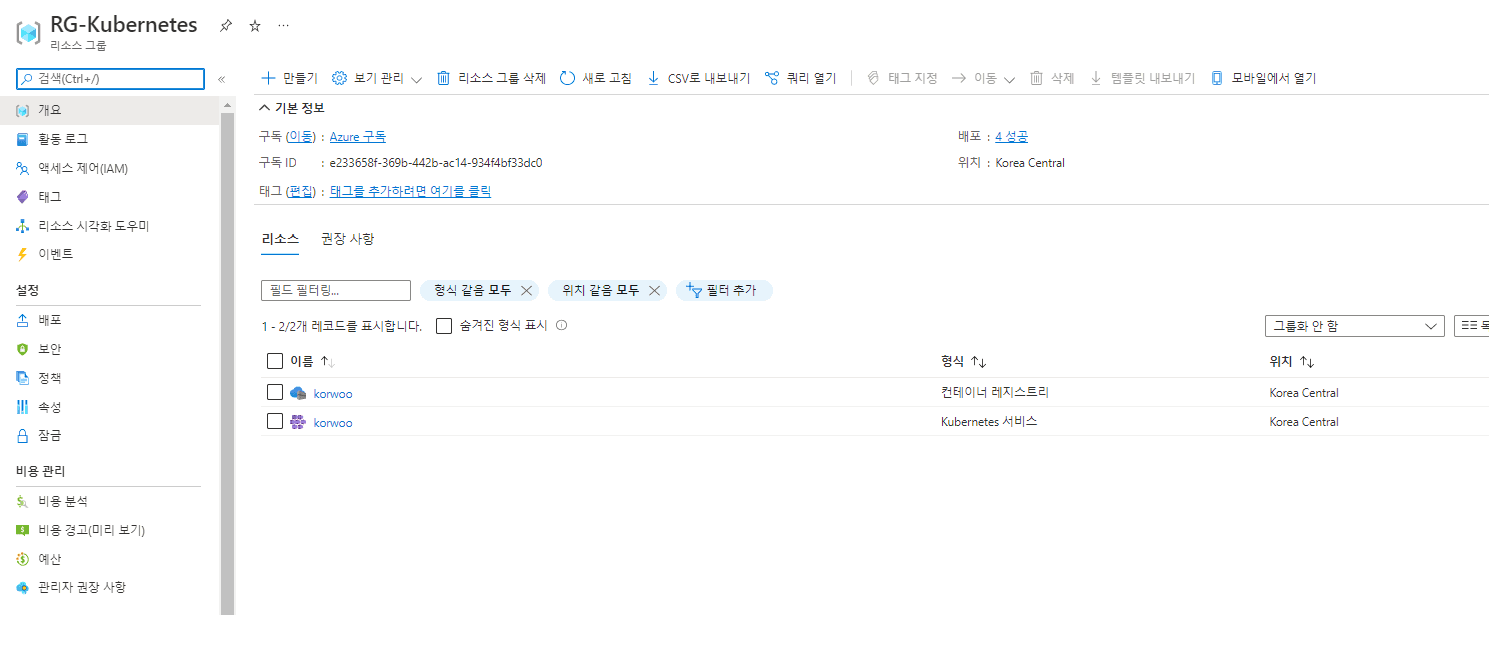 RG-Kubernetes ···
리소스 그룹
검색(Ctrl+/) «
개요
활동 로그
액세스 제어(IAM)
태그
리소스 시각화 도우미
이벤트
설정
배포
보안
정책
속성
잠금
비용 관리
비용 분석
비용 경고(미리 보기)
예산
관리자 권장 사항
만들기 보기 관리 리소스 그룹 삭제 새로 고침 CSV로 내보내기 쿼리 열기 태그 지정 이동 삭제 템플릿 내보내기 모바일에서 열기
기본 정보
구독 (이동) : Azure 구독 배포 : 4 성공
구독 ID : e233658f-369b-442b-ac14-934f4bf33dc0 위치 : Korea Central
태그 (편집) : 태그를 추가하려면 여기를 클릭
리소스 권장 사항
필드 필터링... 형식 같음 모두 위치 같음 모두 필터 추가
1 - 2/2개 레코드를 표시합니다. 숨겨진 형식 표시 그룹화 안 함
이름 형식 위치
korwoo 컨테이너 레지스트리 Korea Central
korwoo Kubernetes 서비스 Korea Central